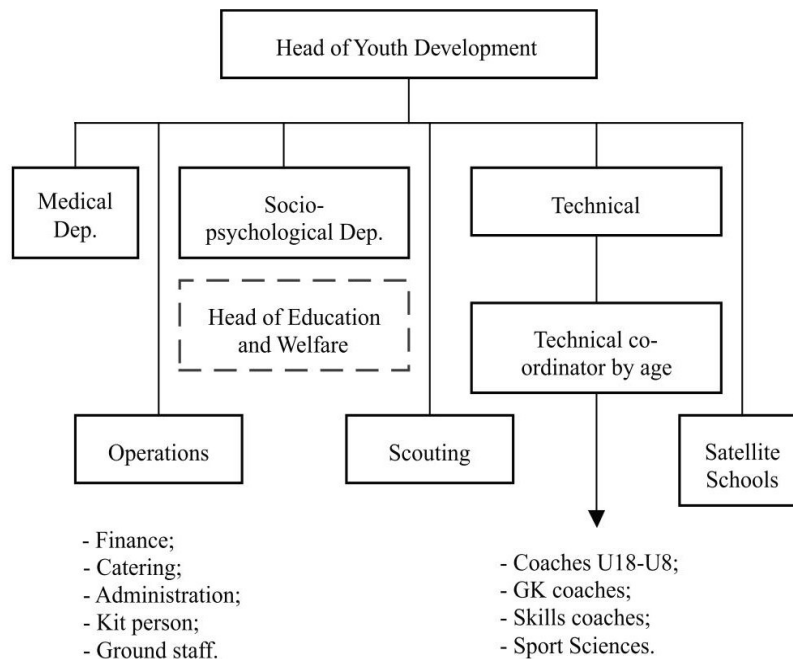 Head of Youth Development
Medical
Dep.
Socio-
psychological Dep.
Technical
Head of Education
and Welfare
Technical co-
ordinator by age
Operations
Scouting
Satellite
Schools
- Finance;
- Catering;
- Administration;
- Kit person;
- Ground staff.
- Coaches U18-U8;
- GK coaches;
- Skills coaches;
- Sport Sciences.